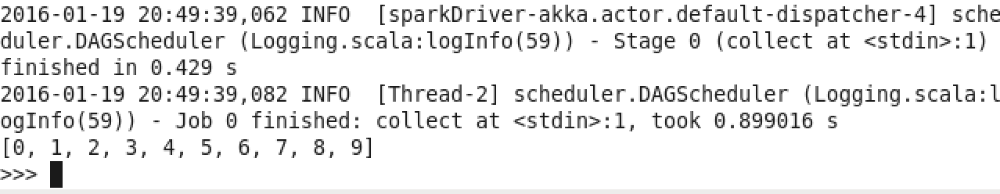 2016-01-19 20:49:39,062 INFO  [sparkDriver-akka.actor.default-dispatcher-4] sche
duler.DAGScheduler (Logging.scala:logInfo(59)) - Stage 0 (collect at <stdin>:1)
finished in 0.429 s
2016-01-19 20:49:39,082 INFO  [Thread-2] scheduler.DAGScheduler (Logging.scala:l
ogInfo(59)) - Job 0 finished: collect at <stdin>:1, took 0.899016 s
[0, 1, 2, 3, 4, 5, 6, 7, 8, 9]
>>>